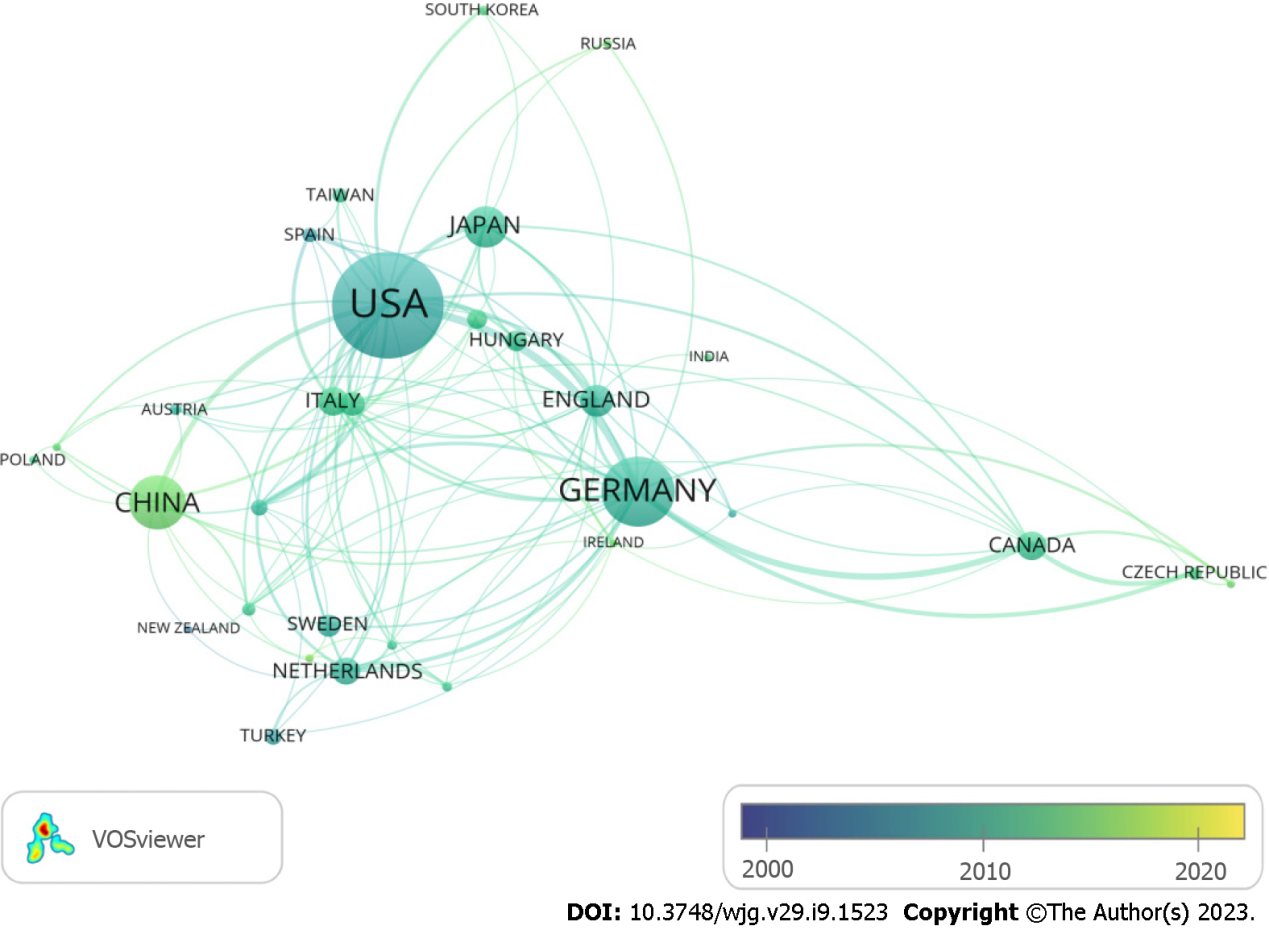 SOUTH KOREA
RUSSIA
TAIWAN
JAPAN
SPAIN
USA
HUNGARY
INDIA
ITALY
ENGLAND
AUSTRIA
POLAND
GERMANY
CHINA
IRELAND
CANADA
CZECH REPUBLIC
SWEDEN
NEW ZEALAND
NETHERLANDS
TURKEY
VOSviewer
2000 2010 2020
DOI: 10.3748/wjg.v29.i9.1523 Copyright ©The Author(s) 2023.